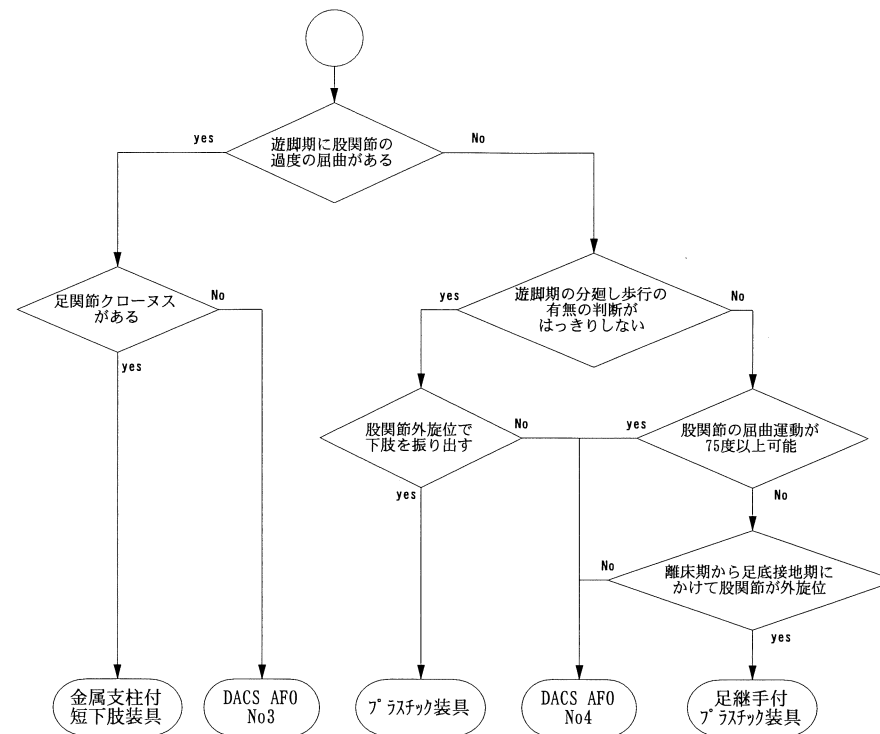 遊脚期に股関節の
過度の屈曲がある
yes
No
足関節クローヌス
がある
No
yes
遊脚期の分廻し歩行の
有無の判断が
はっきりしない
yes
No
股関節外旋位で
下肢を振り出す
No
yes
股関節の屈曲運動が
75度以上可能
yes
No
離床期から足底接地期に
かけて股関節が外旋位
No
yes
金属支柱付
短下肢装具
DACS AFO
No3
プラスチック装具
DACS AFO
No4
足継手付
プラスチック装具